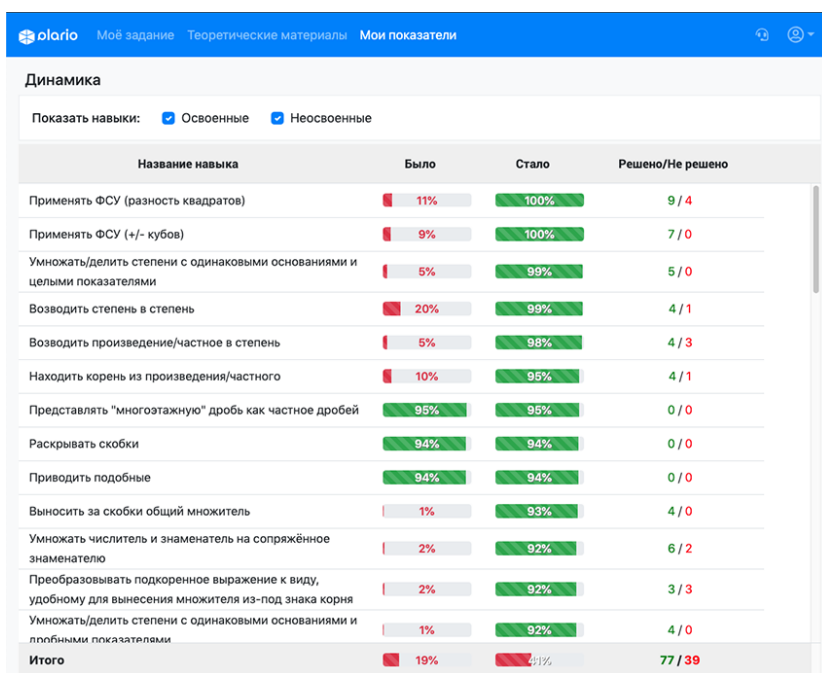 plario Моё задание Теоретические материалы Мои показатели
Динамика
Показать навыки: Освоенные Неосвоенные
Название навыка Было Стало Решено/Не решено
Применять ФСУ (разность квадратов) 11% 100% 9 / 4
Применять ФСУ (+/- кубов) 9% 100% 7 / 0
Умножать/делить степени с одинаковыми основаниями и
целыми показателями 5% 99% 5 / 0
Возводить степень в степень 20% 99% 4 / 1
Возводить произведение/частное в степень 5% 98% 4 / 3
Находить корень из произведения/частного 10% 95% 4 / 1
Представлять "многоэтажную" дробь как частное дробей 95% 95% 0 / 0
Раскрывать скобки 94% 94% 0 / 0
Приводить подобные 94% 94% 0 / 0
Выносить за скобки общий множитель 1% 93% 4 / 0
Умножать числитель и знаменатель на сопряжённое
знаменателю 2% 92% 6 / 2
Преобразовывать подкоренное выражение к виду,
удобному для вынесения множителя из-под знака корня 2% 92% 3 / 3
Умножать/делить степени с одинаковыми основаниями и
дробными показателями 1% 92% 4 / 0
Итого 19% 41% 77 / 39